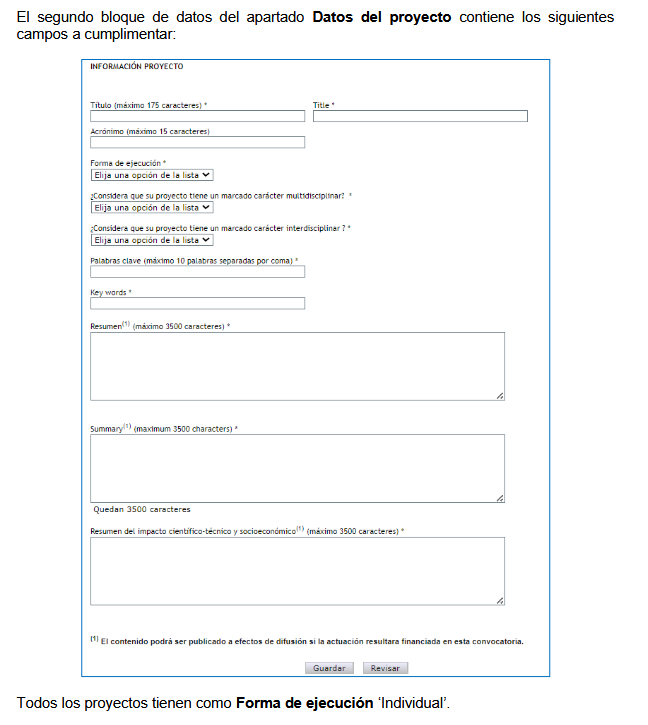 El segundo bloque de datos del apartado Datos del proyecto contiene los siguientes
campos a cumplimentar:
INFORMACIÓN PROYECTO
Título (máximo 175 caracteres) * Title *
Acrónimo (máximo 15 caracteres)
Forma de ejecución *
Elija una opción de la lista
¿Considera que su proyecto tiene un marcado carácter multidisciplinar? *
Elija una opción de la lista
¿Considera que su proyecto tiene un marcado carácter interdisciplinar ? *
Elija una opción de la lista
Palabras clave (máximo 10 palabras separadas por coma) *
Key words *
Resumen(1) (máximo 3500 caracteres) *
Summary(1) (maximum 3500 characters) *
Quedan 3500 caracteres
Resumen del impacto científico-técnico y socioeconómico(1) (máximo 3500 caracteres) *
(1) El contenido podrá ser publicado a efectos de difusión si la actuación resultara financiada en esta convocatoria.
Guardar Revisar
Todos los proyectos tienen como Forma de ejecución ‘Individual’.